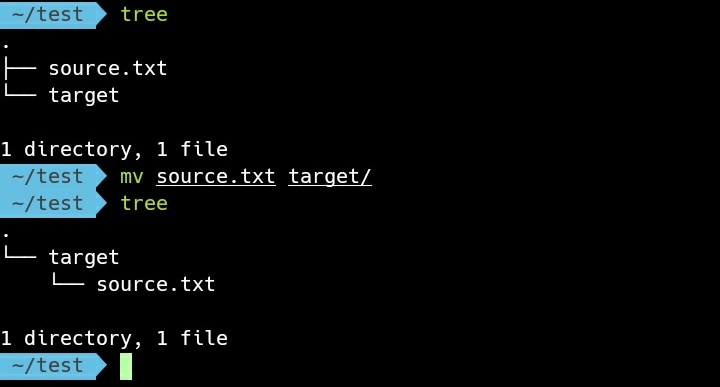 ~/test tree
.
├── source.txt
└── target
1 directory, 1 file
~/test mv source.txt target/
~/test tree
.
└── target
    └── source.txt
1 directory, 1 file
~/test